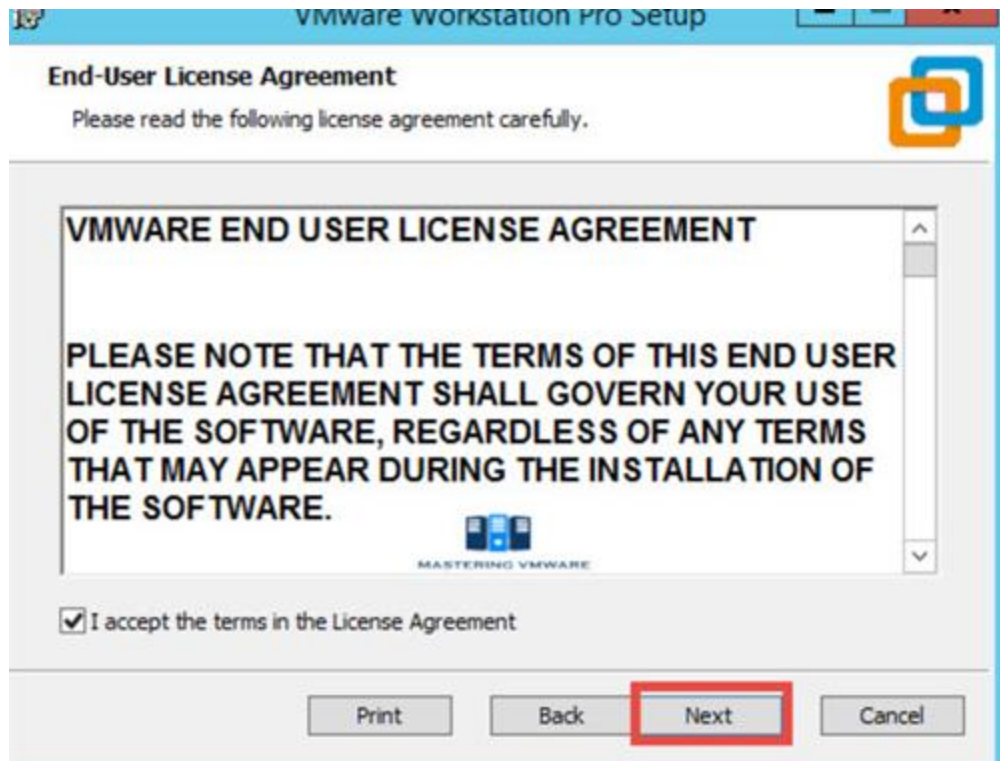 VMware Workstation Pro Setup
End-User License Agreement
Please read the following license agreement carefully.
VMWARE END USER LICENSE AGREEMENT
PLEASE NOTE THAT THE TERMS OF THIS END USER
LICENSE AGREEMENT SHALL GOVERN YOUR USE
OF THE SOFTWARE, REGARDLESS OF ANY TERMS
THAT MAY APPEAR DURING THE INSTALLATION OF
THE SOFTWARE.
MASTERING VMWARE
I accept the terms in the License Agreement
Print Back Next Cancel